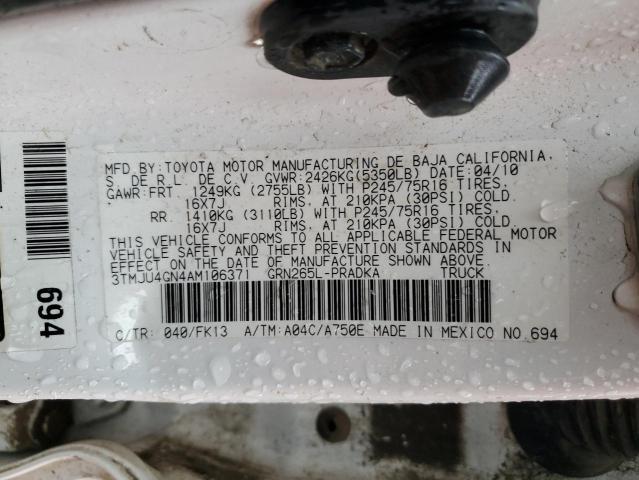 MFD.BY:TOYOTA MOTOR MANUFACTURING DE BAJA CALIFORNIA,
S. DE R.L. DE C.V. GVWR:2426KG(5350LB) DATE:04/10
GAWR:FRT 1249KG (2755LB) WITH P245/75R16 TIRES,
16X7J RIMS, AT 210KPA (30PSI) COLD.
RR 1410KG (3110LB) WITH P245/75R16 TIRES,
16X7J RIMS, AT 210KPA (30PSI) COLD.
THIS VEHICLE CONFORMS TO ALL APPLICABLE FEDERAL MOTOR
VEHICLE SAFETY AND THEFT PREVENTION STANDARDS IN
EFFECT ON THE DATE OF MANUFACTURE SHOWN ABOVE.
3TMJU4GN4AM106371 GRN265L-PRADKA TRUCK
C/TR: 040/FK13 A/TM:A04C/A750E MADE IN MEXICO NO.694
694